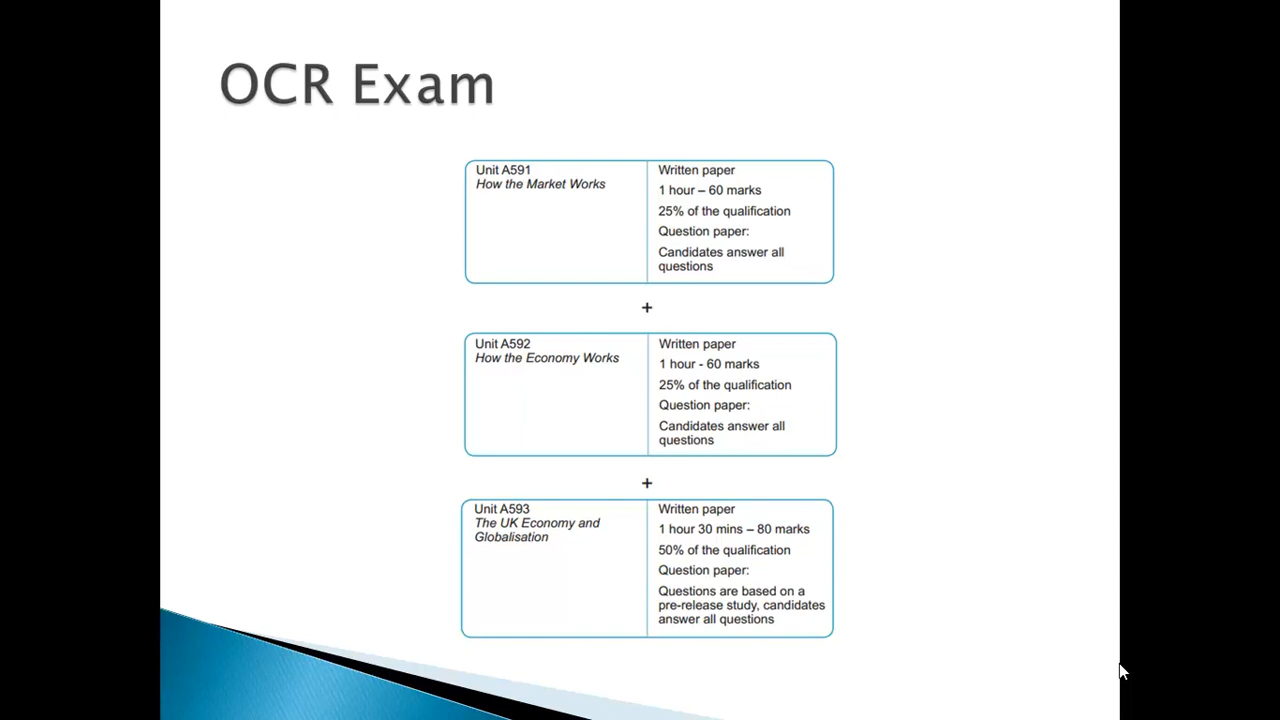 OCR Exam
Unit A591
How the Market Works
Written paper
1 hour – 60 marks
25% of the qualification
Question paper:
Candidates answer all
questions
+
Unit A592
How the Economy Works
Written paper
1 hour - 60 marks
25% of the qualification
Question paper:
Candidates answer all
questions
+
Unit A593
The UK Economy and
Globalisation
Written paper
1 hour 30 mins – 80 marks
50% of the qualification
Question paper:
Questions are based on a
pre-release study, candidates
answer all questions